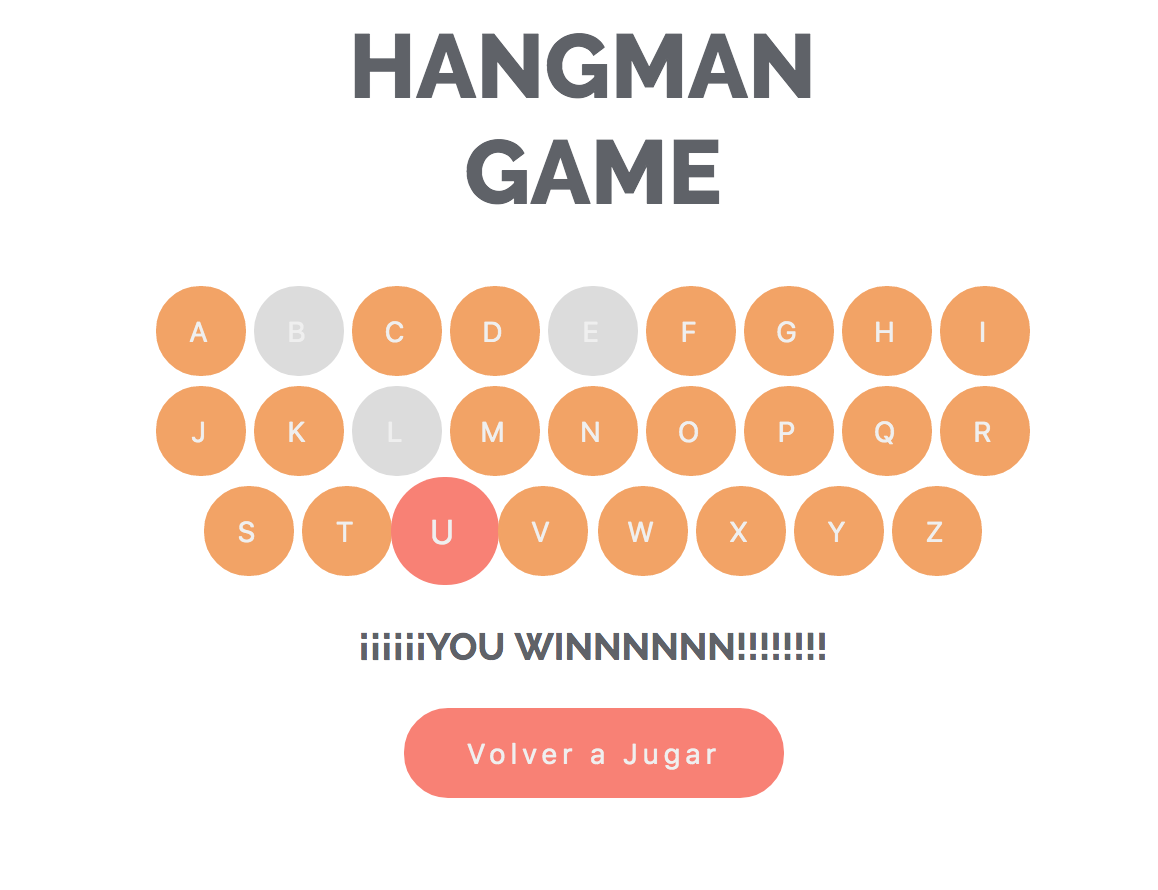 HANGMAN
GAME
A B C D E F G H I
J K L M N O P Q R
S T U V W X Y Z
¡¡¡¡¡¡YOU WINNNNNN!!!!!!!!
Volver a Jugar